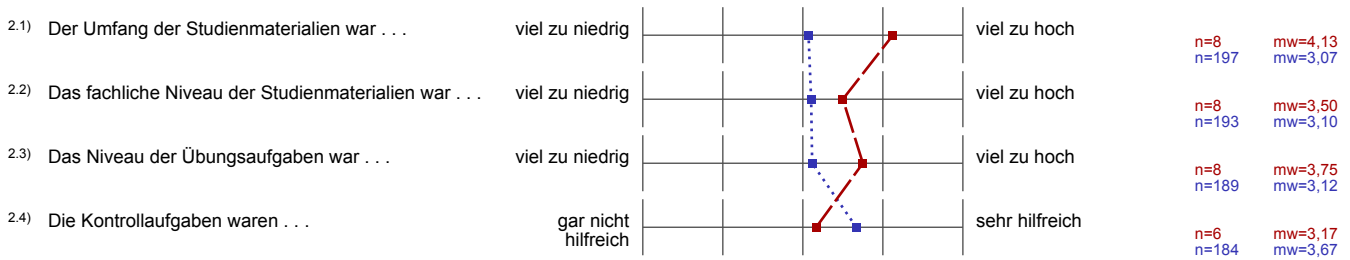 2.1) Der Umfang der Studienmaterialien war . . . viel zu niedrig viel zu hoch
n=8 mw=4,13
n=197 mw=3,07
2.2) Das fachliche Niveau der Studienmaterialien war . . . viel zu niedrig viel zu hoch
n=8 mw=3,50
n=193 mw=3,10
2.3) Das Niveau der Übungsaufgaben war . . . viel zu niedrig viel zu hoch
n=8 mw=3,75
n=189 mw=3,12
2.4) Die Kontrollaufgaben waren . . . gar nicht sehr hilfreich
hilfreich
n=6 mw=3,17
n=184 mw=3,67